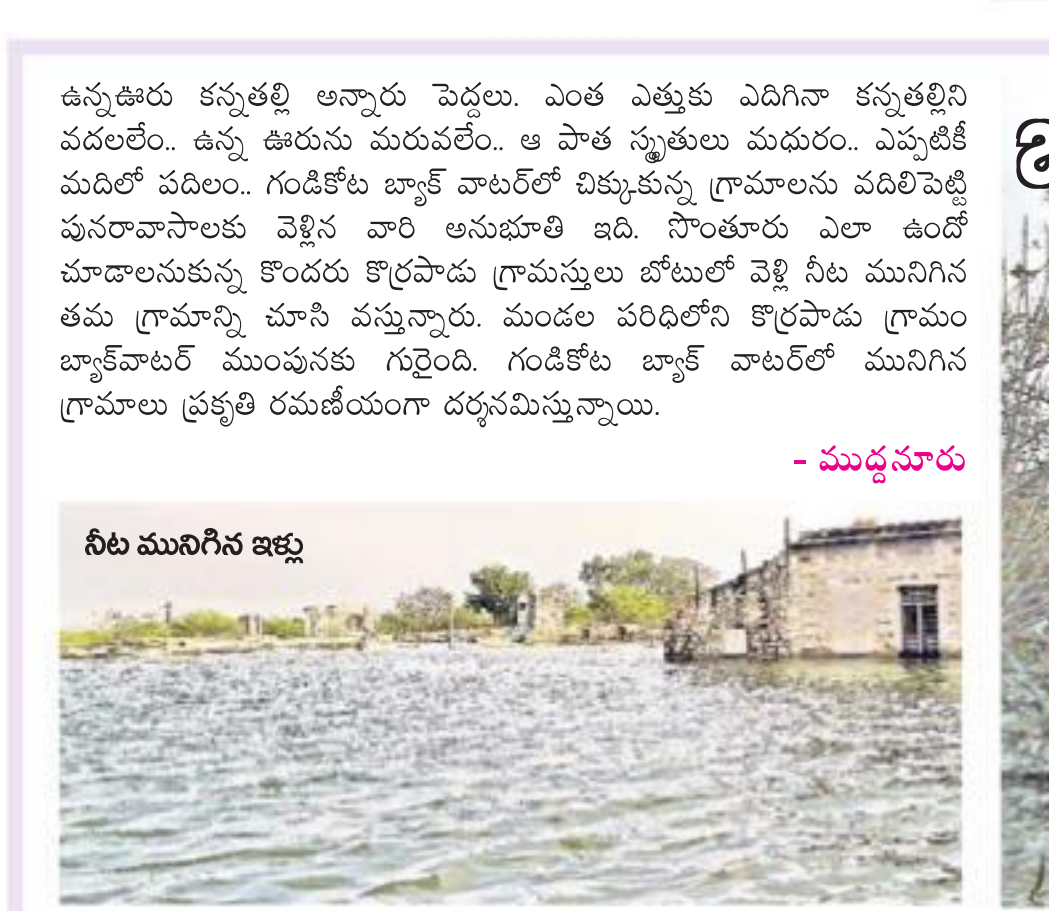 ఉన్నఊరు కన్నతల్లి అన్నారు పెద్దలు. ఎంత ఎత్తుకు ఎదిగినా కన్నతల్లిని
వదలలేం.. ఉన్న ఊరును మరువలేం.. ఆ పాత స్మృతులు మధురం.. ఎప్పటికీ
మదిలో పదిలం.. గండికోట బ్యాక్ వాటర్‌లో చిక్కుకున్న గ్రామాలను వదిలిపెట్టి
పునరావాసాలకు వెళ్లిన వారి అనుభూతి ఇది. సొంతూరు ఎలా ఉందో
చూడాలనుకున్న కొందరు కొర్రపాడు గ్రామస్తులు బోటులో వెళ్లి నీట మునిగిన
తమ గ్రామాన్ని చూసి వస్తున్నారు. మండల పరిధిలోని కొర్రపాడు గ్రామం
బ్యాక్‌వాటర్ ముంపునకు గురైంది. గండికోట బ్యాక్ వాటర్‌లో మునిగిన
గ్రామాలు ప్రకృతి రమణీయంగా దర్శనమిస్తున్నాయి.
- ముద్దనూరు
నీట మునిగిన ఇళ్లు